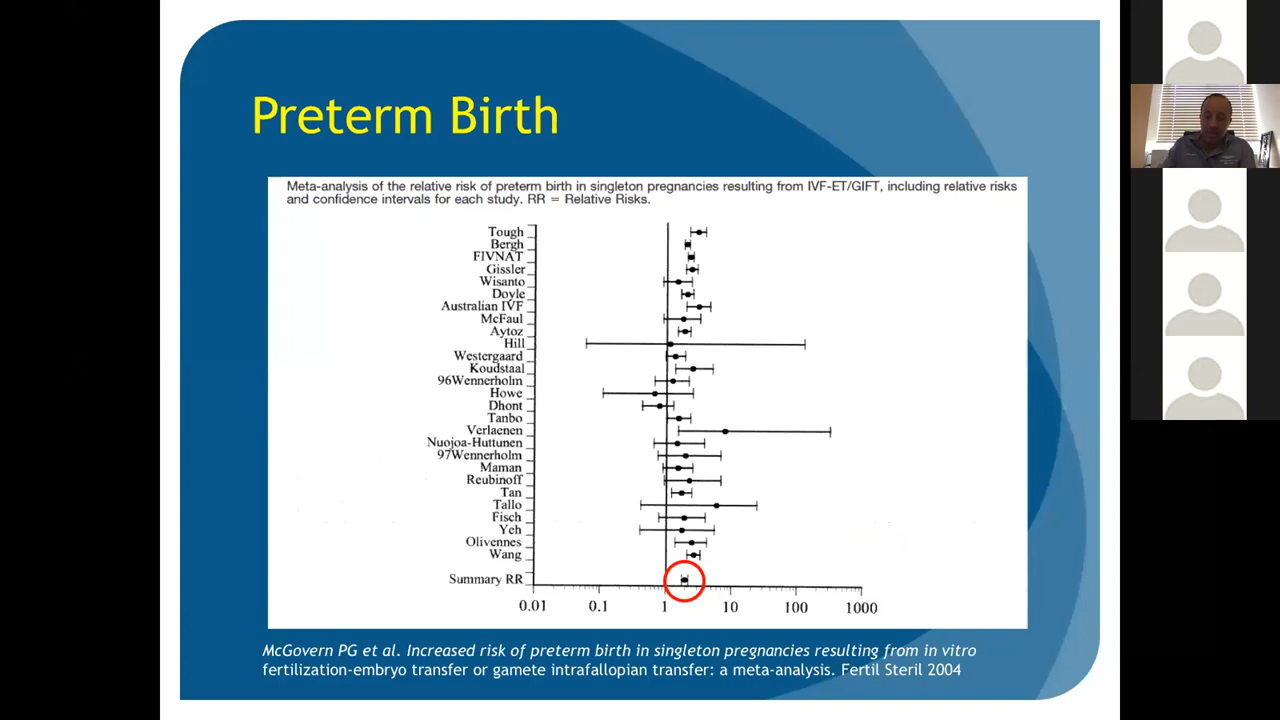 Preterm Birth
Meta-analysis of the relative risk of preterm birth in singleton pregnancies resulting from IVF-ET/GIFT, including relative risks
and confidence intervals for each study. RR = Relative Risks.
Tough
Bergh
FIVNAT
Gissler
Wisanto
Doyle
Australian IVF
McFaul
Aytoz
Hill
Westergaard
Koudstaal
96Wennerholm
Howe
Dhont
Tanbo
Verlaenen
Nuojoa-Huttunen
97Wennerholm
Maman
Reubinoff
Tan
Tallo
Fisch
Yeh
Olivennes
Wang
Summary RR
0.01 0.1 1 10 100 1000
McGovern PG et al. Increased risk of preterm birth in singleton pregnancies resulting from in vitro
fertilization-embryo transfer or gamete intrafallopian transfer: a meta-analysis. Fertil Steril 2004